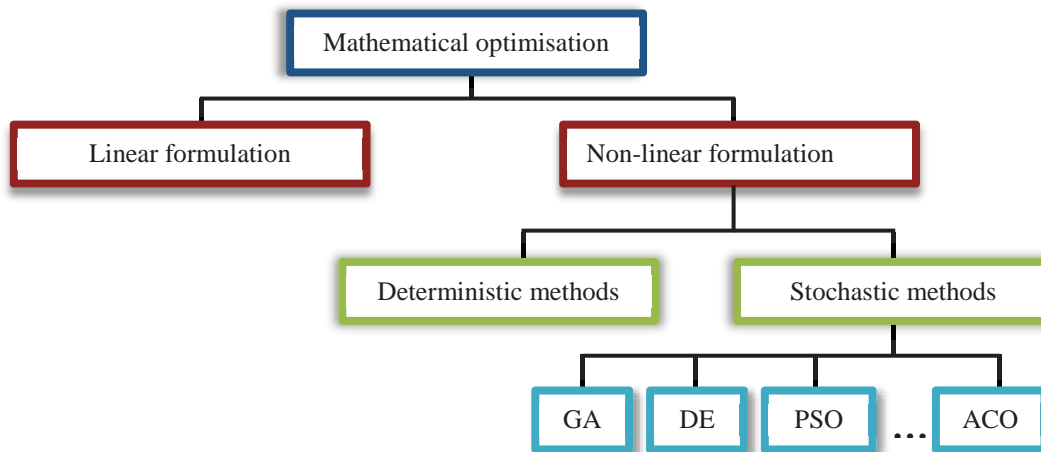 Mathematical optimisation
Linear formulation
Non-linear formulation
Deterministic methods
Stochastic methods
GA
DE
PSO
...
ACO